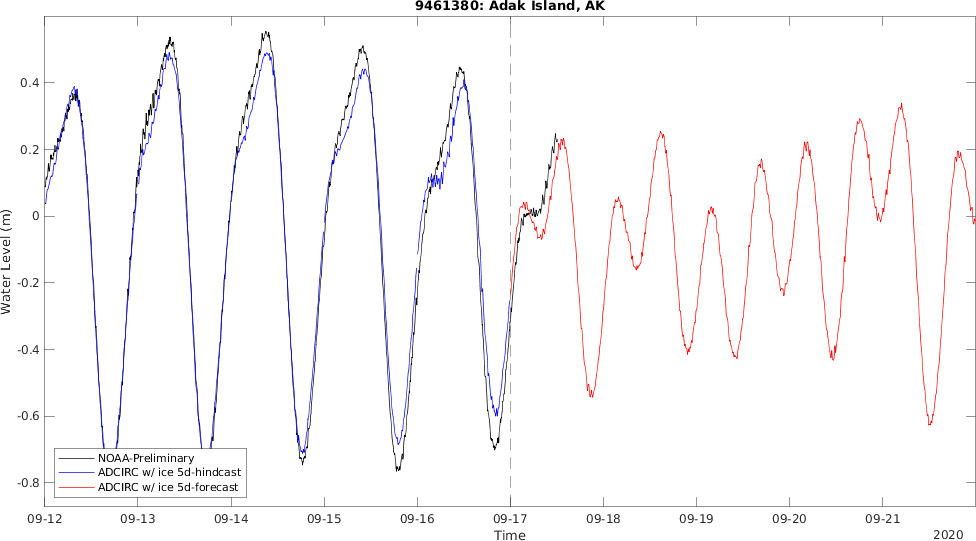 9461380: Adak Island, AK
Water Level (m)
0.4
0.2
0
-0.2
-0.4
-0.6
-0.8
NOAA-Preliminary
ADCIRC w/ ice 5d-hindcast
ADCIRC w/ ice 5d-forecast
09-12 09-13 09-14 09-15 09-16 09-17 09-18 09-19 09-20 09-21
Time
2020